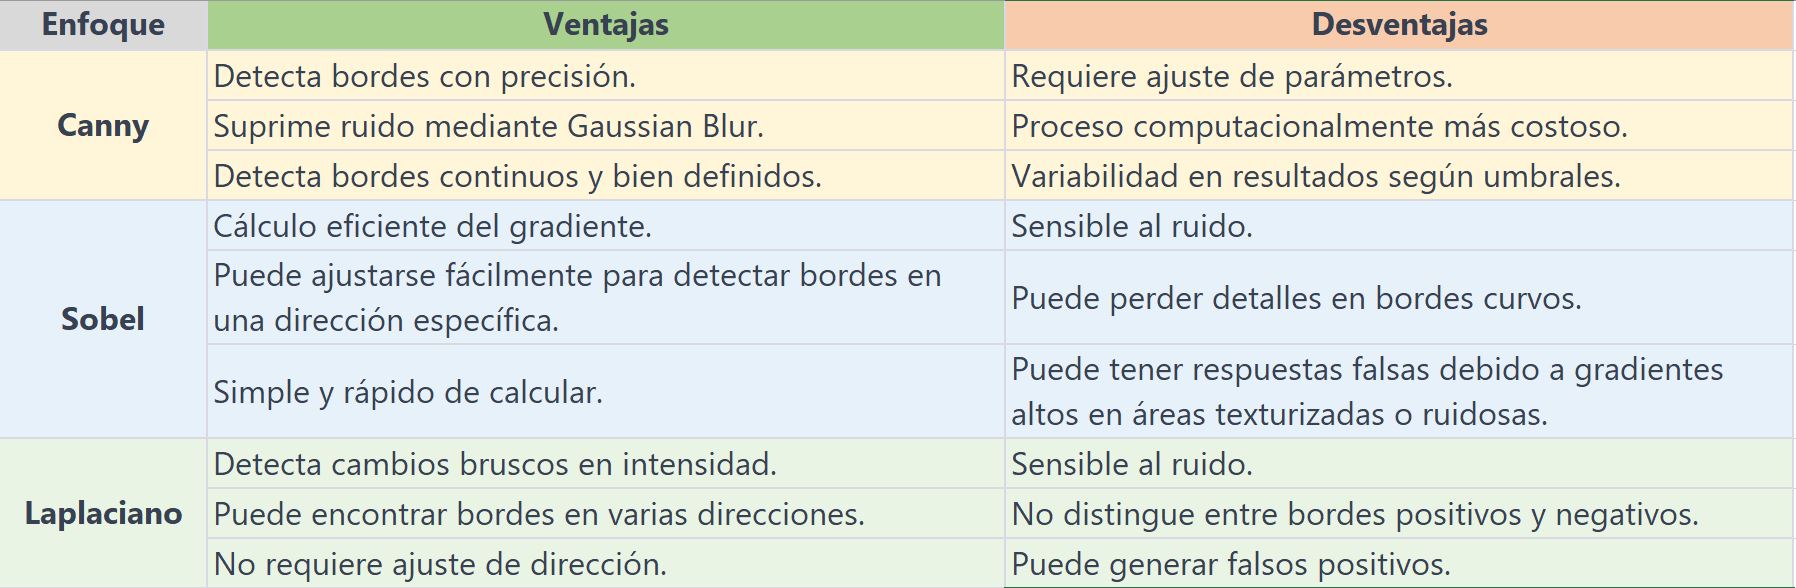 Enfoque Ventajas Desventajas
Canny
Detecta bordes con precisión. Requiere ajuste de parámetros.
Suprime ruido mediante Gaussian Blur. Proceso computacionalmente más costoso.
Detecta bordes continuos y bien definidos. Variabilidad en resultados según umbrales.
Sobel
Cálculo eficiente del gradiente. Sensible al ruido.
Puede ajustarse fácilmente para detectar bordes en
una dirección específica.
Puede perder detalles en bordes curvos.
Simple y rápido de calcular.
Puede tener respuestas falsas debido a gradientes
altos en áreas texturizadas o ruidosas.
Laplaciano
Detecta cambios bruscos en intensidad. Sensible al ruido.
Puede encontrar bordes en varias direcciones. No distingue entre bordes positivos y negativos.
No requiere ajuste de dirección. Puede generar falsos positivos.